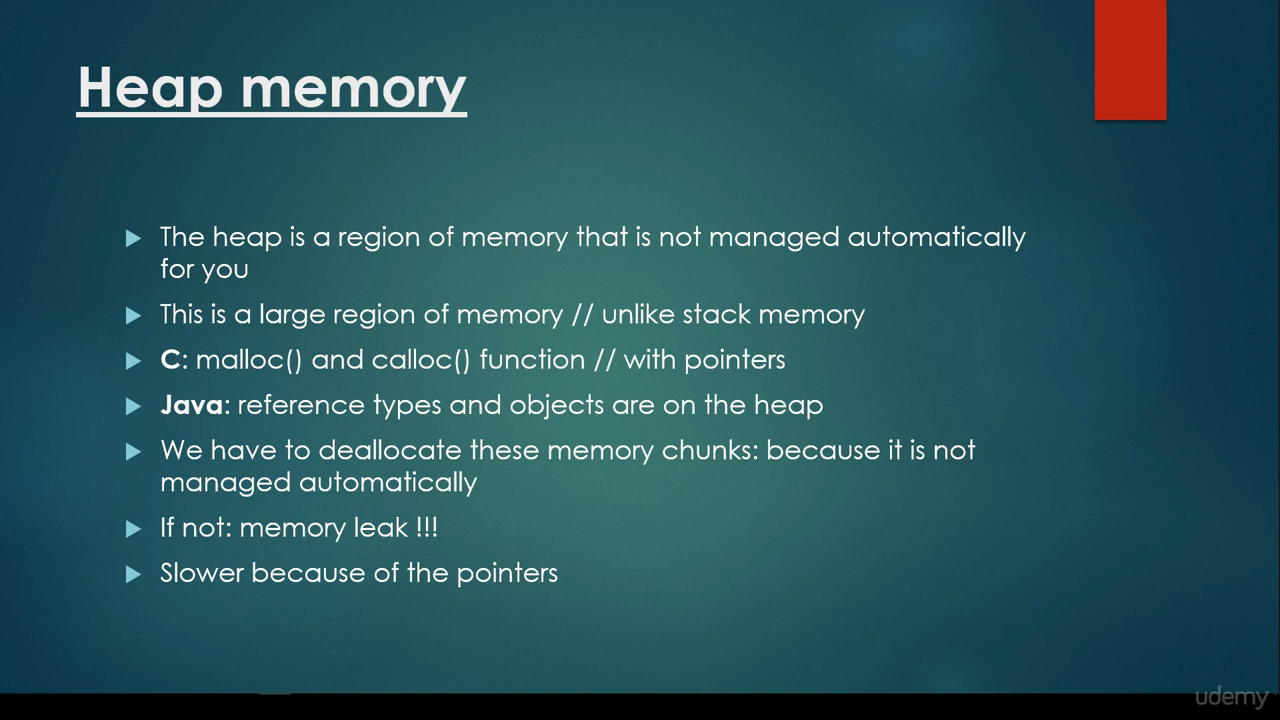 Heap memory
The heap is a region of memory that is not managed automatically
for you
This is a large region of memory // unlike stack memory
C: malloc() and calloc() function // with pointers
Java: reference types and objects are on the heap
We have to deallocate these memory chunks: because it is not
managed automatically
If not: memory leak !!!
Slower because of the pointers
udemy